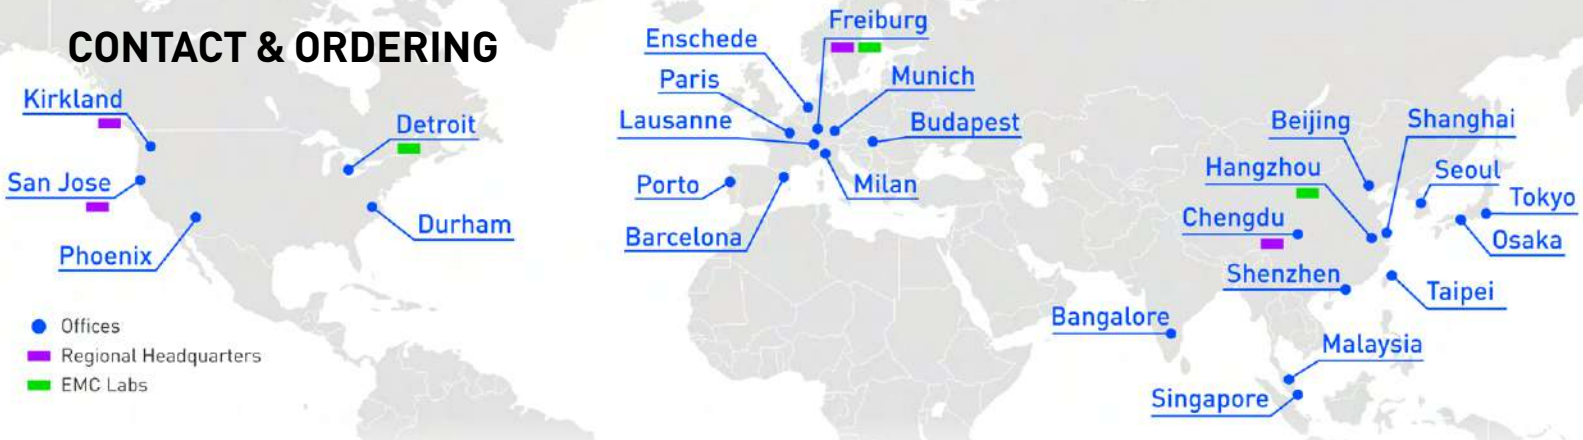 CONTACT & ORDERING
Kirkland
Detroit
San Jose
Durham
Phoenix
Offices
Regional Headquarters
EMC Labs
Freiburg
Enschede
Paris
Munich
Lausanne
Budapest
Porto
Milan
Barcelona
Beijing
Shanghai
Hangzhou
Seoul
Chengdu
Tokyo
Osaka
Shenzhen
Taipei
Bangalore
Malaysia
Singapore